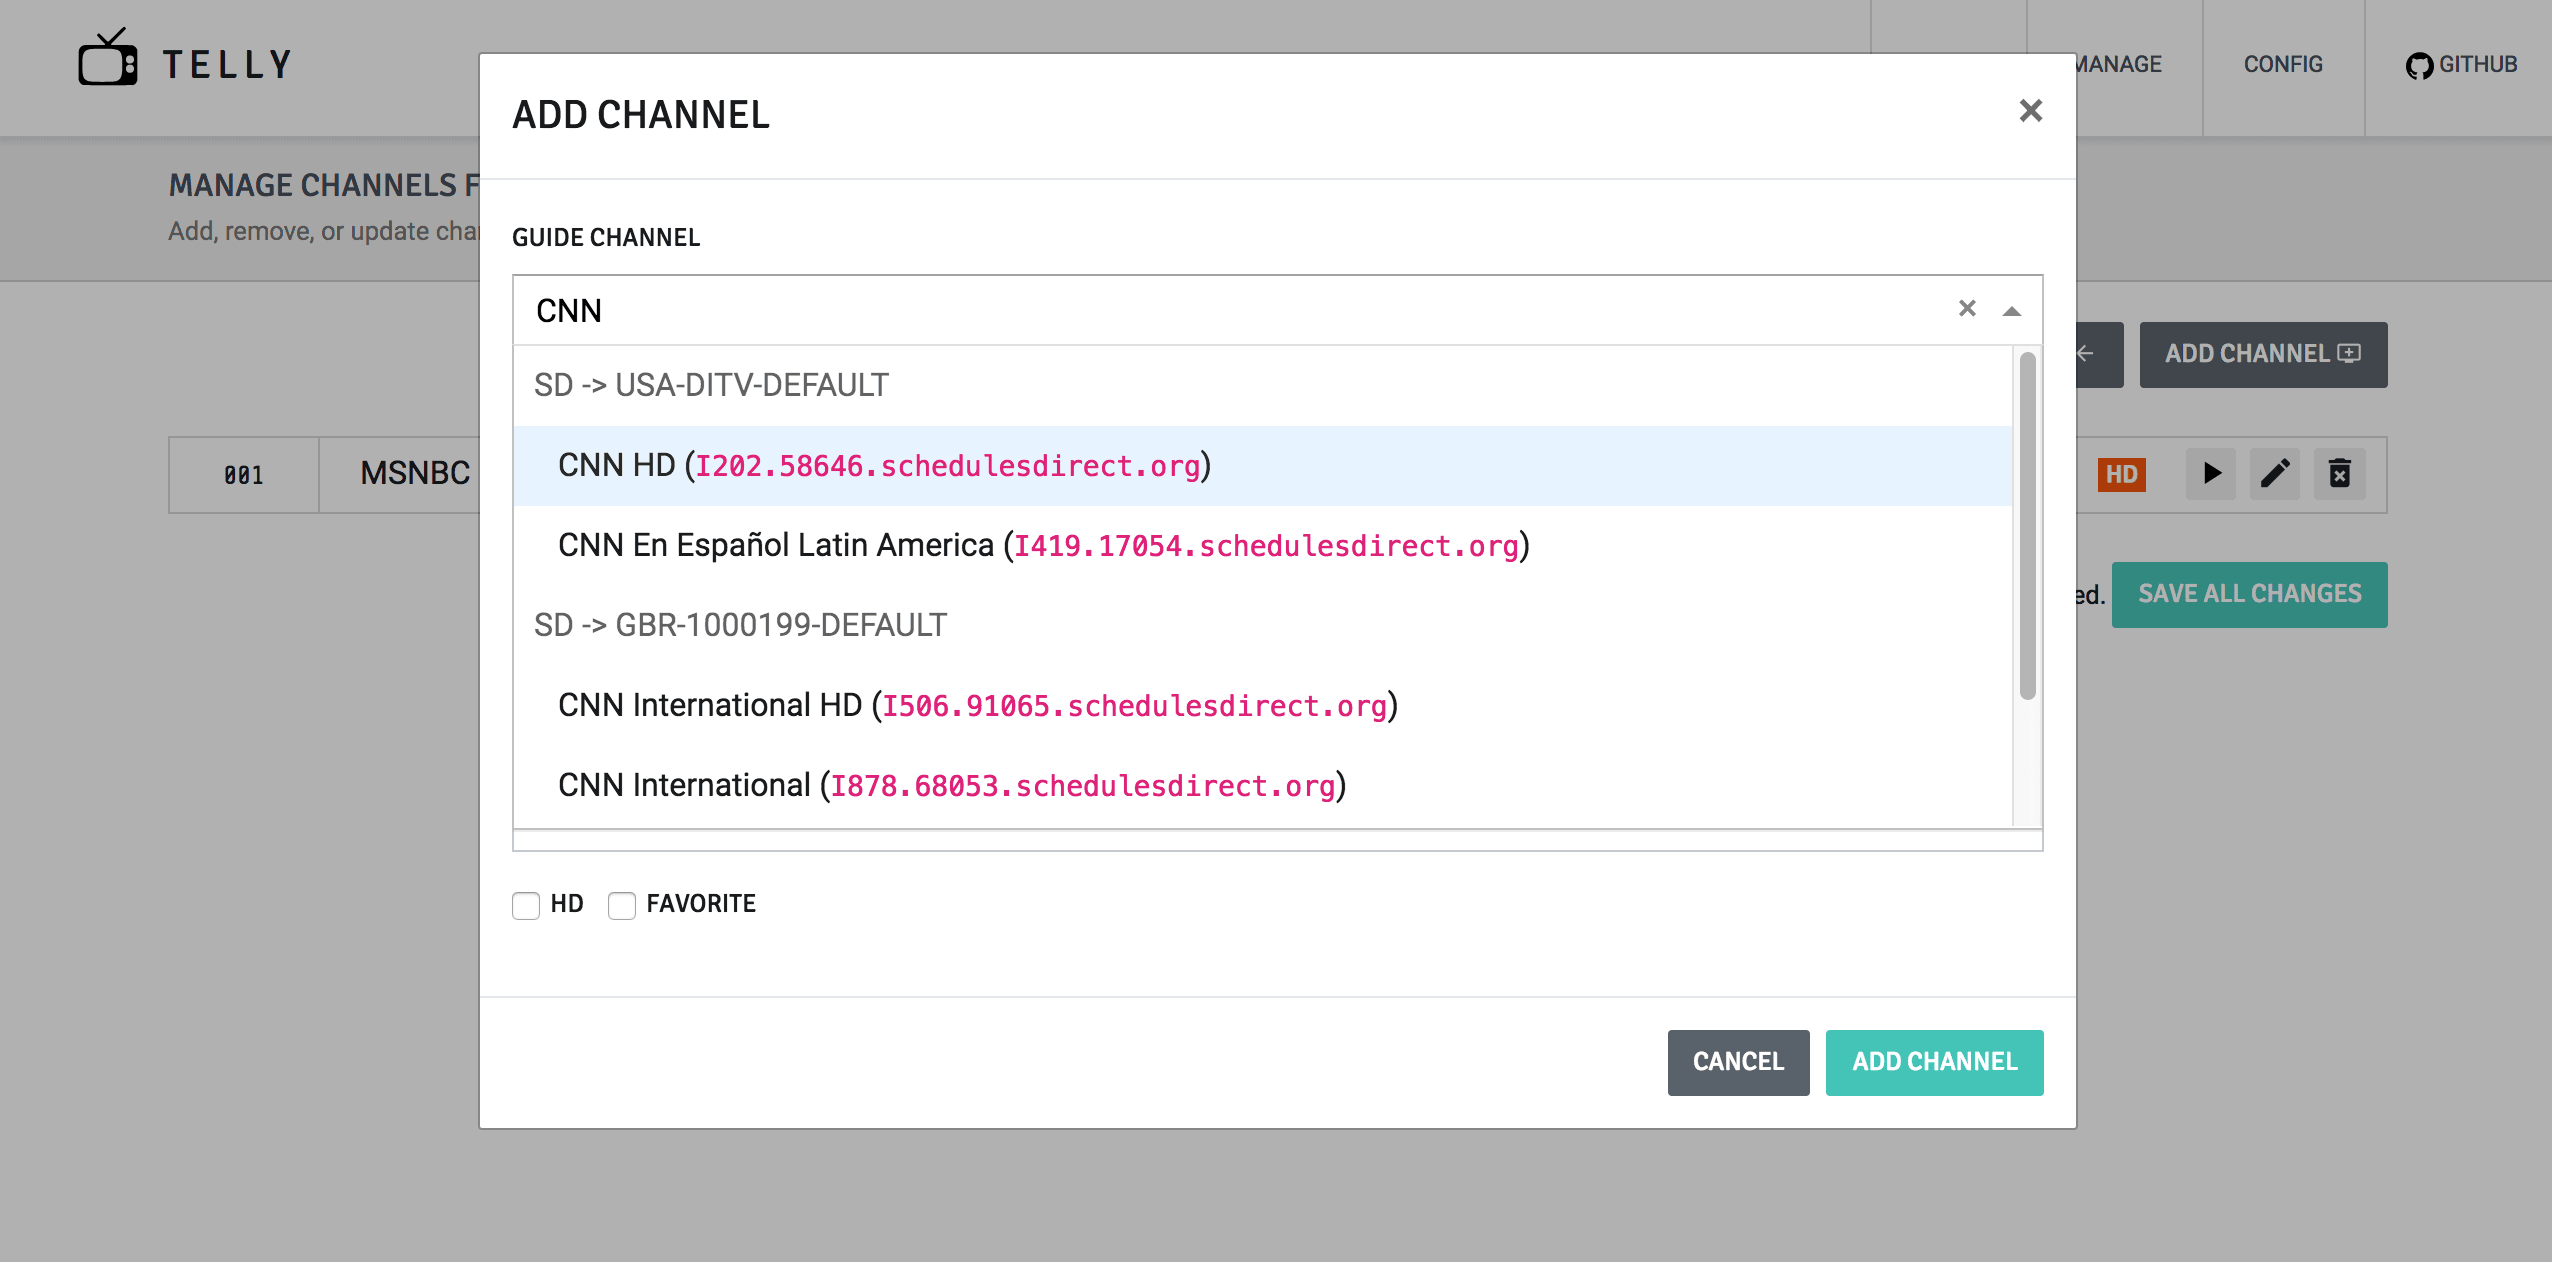 TELLY
MANAGE
CONFIG
GITHUB
ADD CHANNEL
MANAGE CHANNELS F
Add, remove, or update
GUIDE CHANNEL
CNN
SD -> USA-DITV-DEFAULT
CNN HD (I202.58646.schedulesdirect.org)
CNN En Español Latin America (I419.17054.schedulesdirect.org)
SD -> GBR-1000199-DEFAULT
CNN International HD (I506.91065.schedulesdirect.org)
CNN International (I878.68053.schedulesdirect.org)
ADD CHANNEL
001
MSNBC
HD
ed.
SAVE ALL CHANGES
HD
FAVORITE
CANCEL
ADD CHANNEL